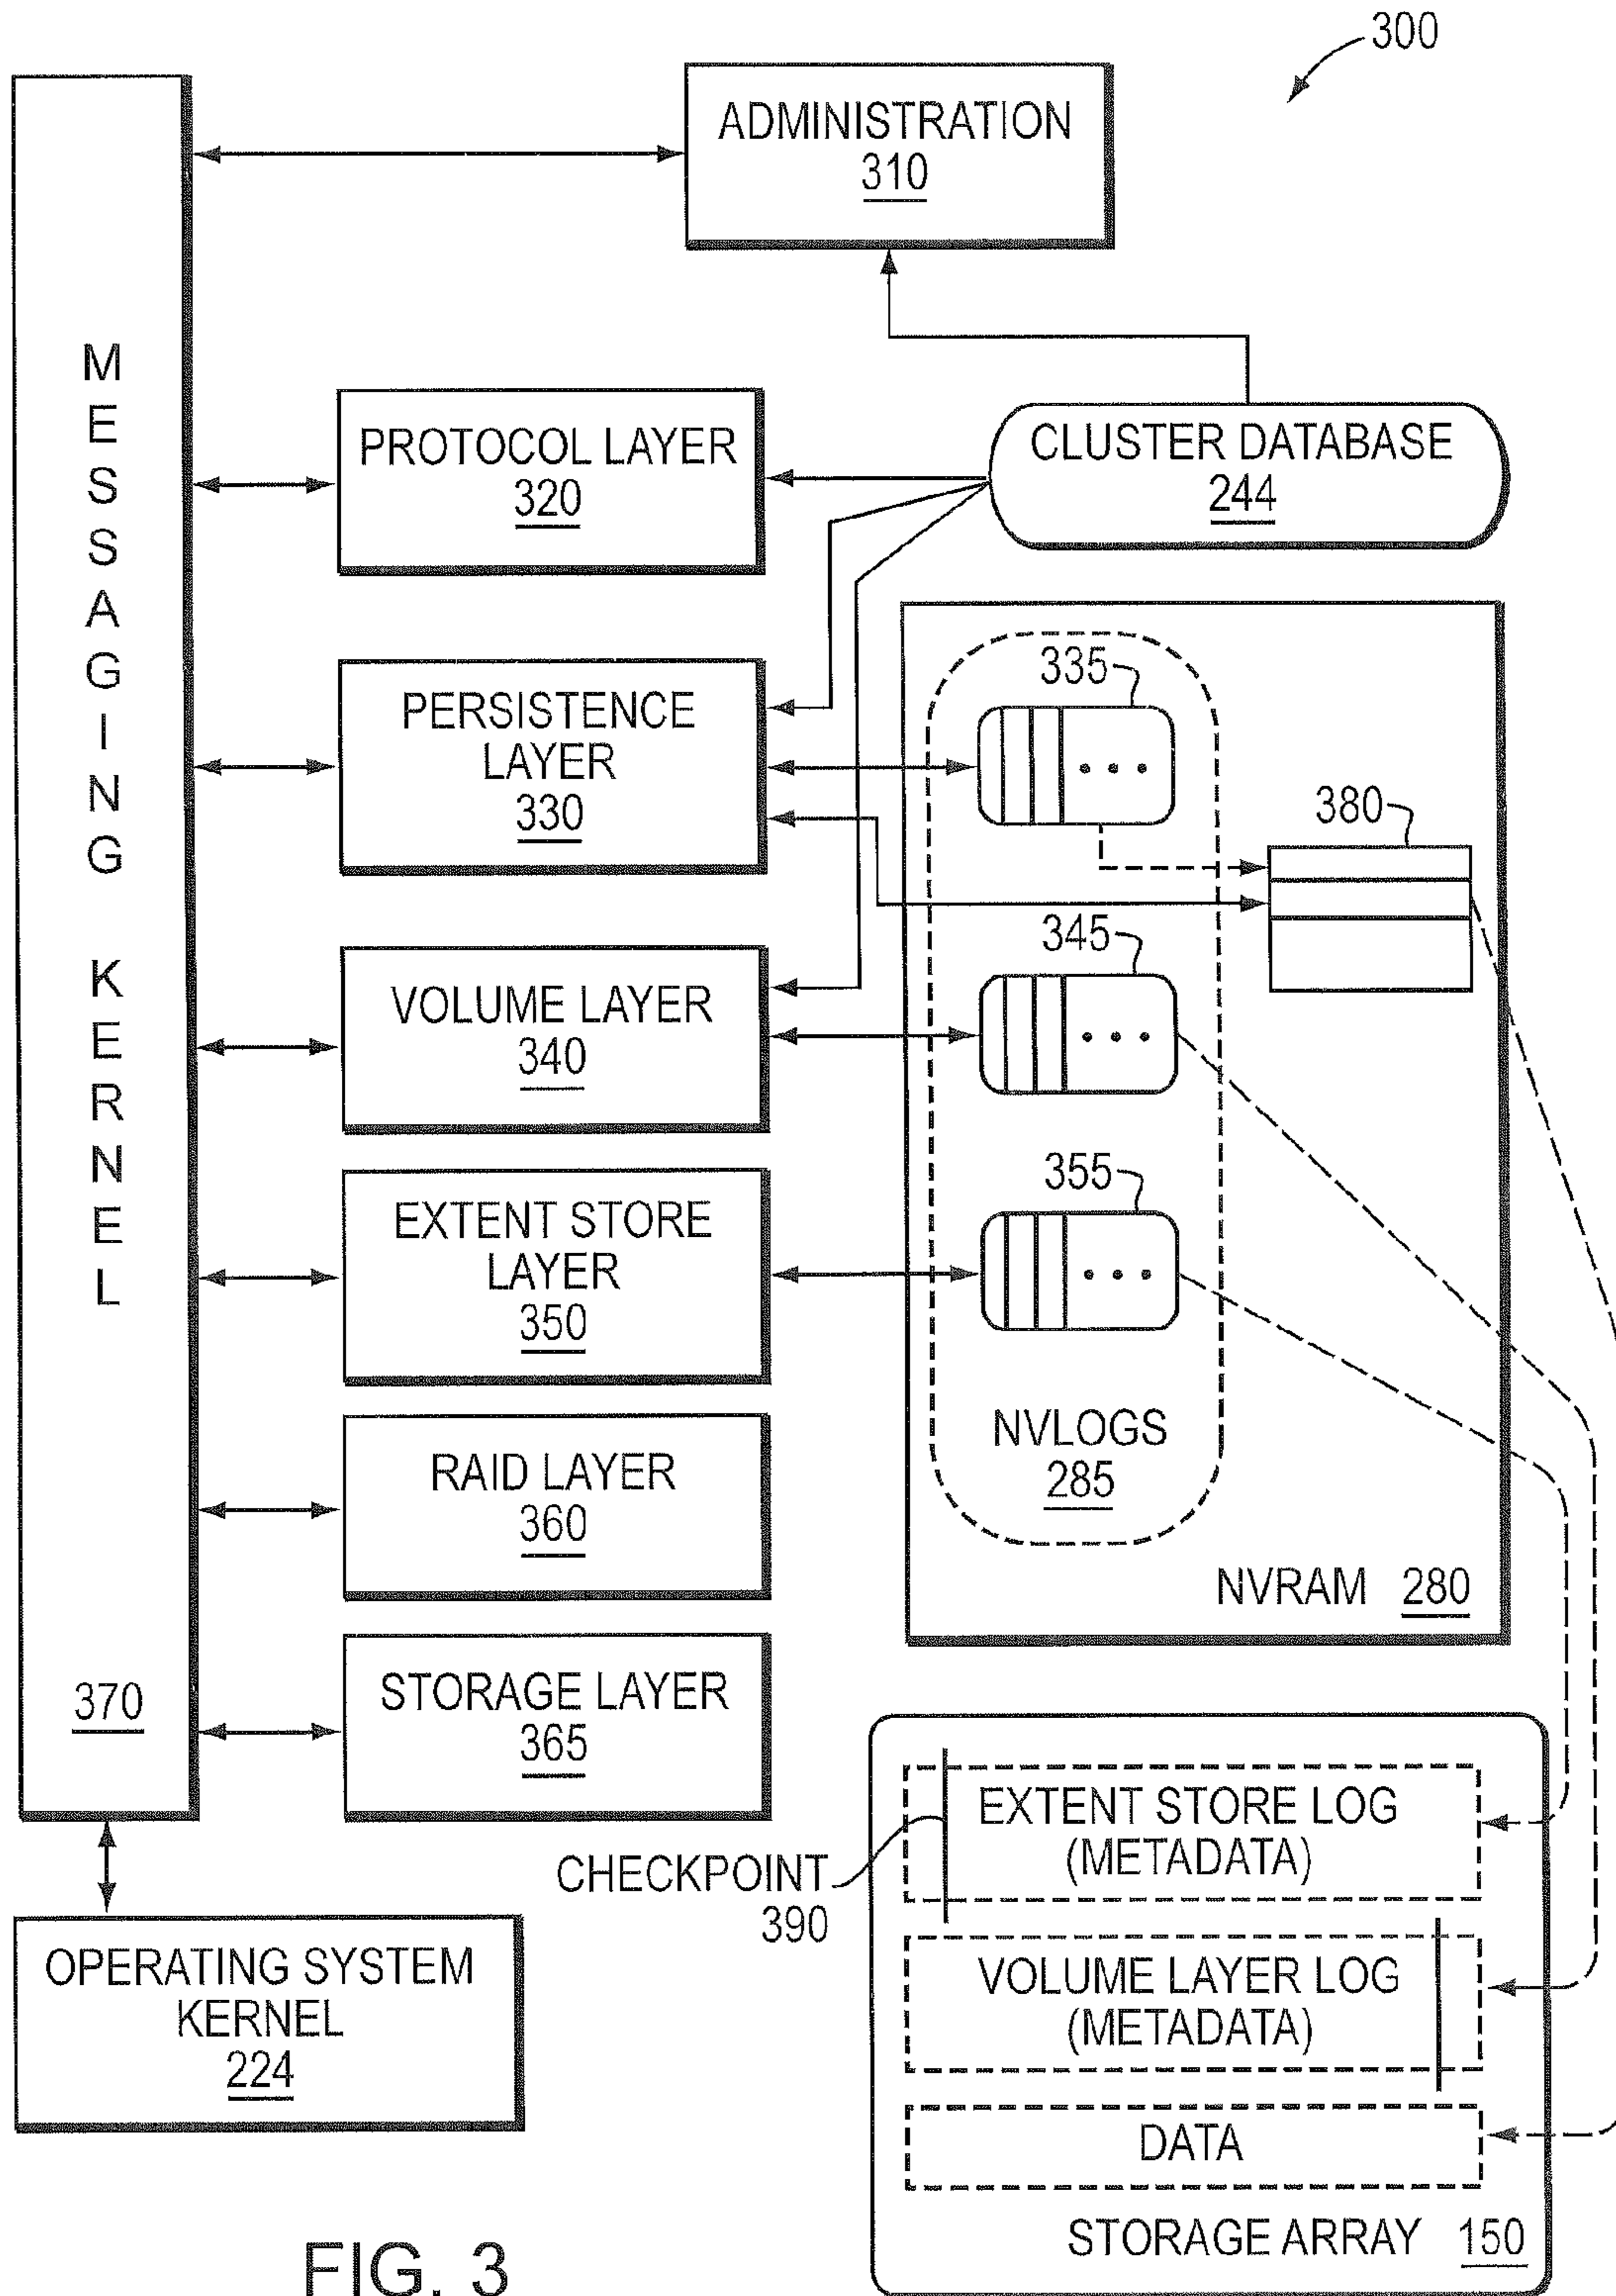 300
ADMINISTRATION
310
MESSAGING KERNEL
370
PROTOCOL LAYER
320
CLUSTER DATABASE
244
PERSISTENCE
LAYER
330
335
380
VOLUME LAYER
340
345
EXTENT STORE
LAYER
350
355
NVLOGS
285
RAID LAYER
360
NVRAM 280
STORAGE LAYER
365
OPERATING SYSTEM
KERNEL
224
CHECKPOINT
390
EXTENT STORE LOG
(METADATA)
VOLUME LAYER LOG
(METADATA)
DATA
STORAGE ARRAY 150
FIG. 3